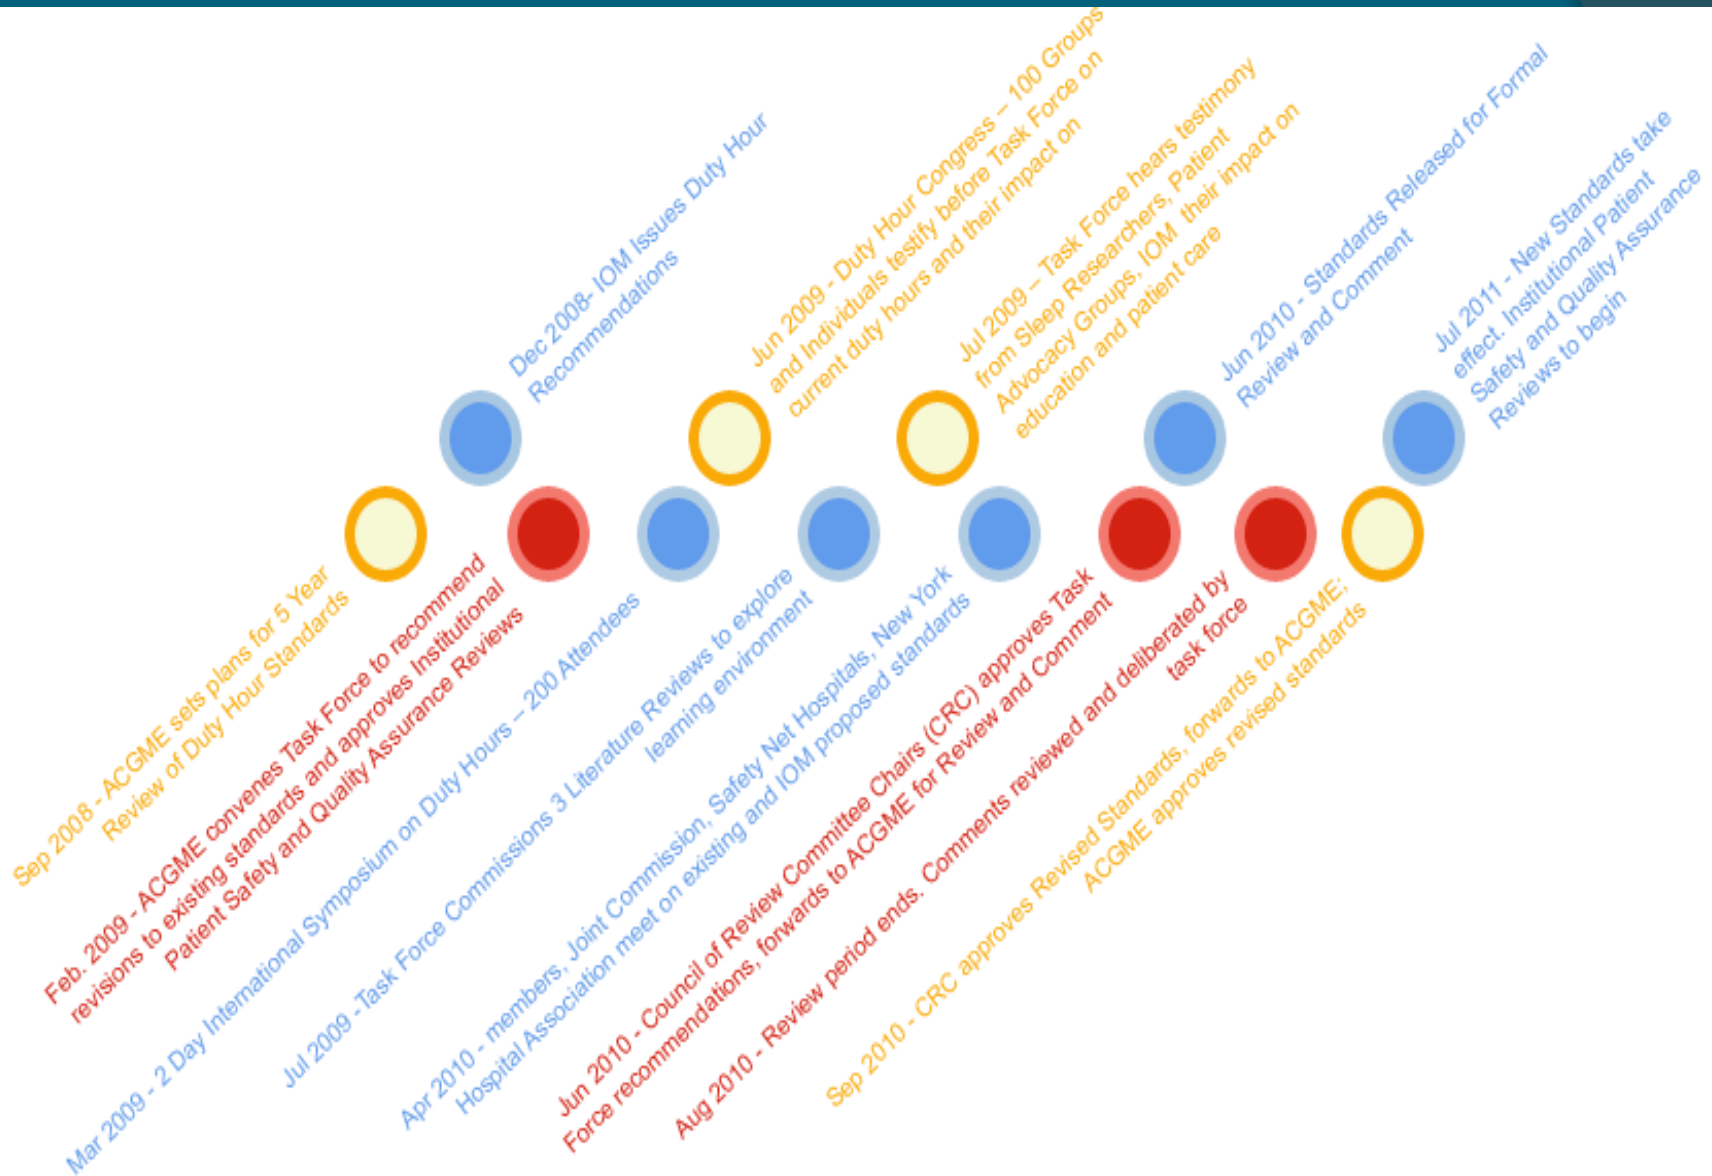 Sep 2008 - ACGME sets plans for 5 Year
Review of Duty Hour Standards
Dec 2008- IOM Issues Duty Hour
Recommendations
Feb. 2009 - ACGME convenes Task Force to recommend
revisions to existing standards and approves Institutional
Patient Safety and Quality Assurance Reviews
Mar 2009 - 2 Day International Symposium on Duty Hours – 200 Attendees
Jun 2009 - Duty Hour Congress – 100 Groups
and Individuals testify before Task Force on
current duty hours and their impact on
Jul 2009 -Task Force Commissions 3 Literature Reviews to explore
learning environment
Jul 2009 – Task Force hears testimony
from Sleep Researchers, Patient
Advocacy Groups, IOM their impact on
education and patient care
Apr 2010 - members, Joint Commission, Safety Net Hospitals, New York
Hospital Association meet on existing and IOM proposed standards
Jun 2010 - Council of Review Committee Chairs (CRC) approves Task
Force recommendations, forwards to ACGME for Review and Comment
Jun 2010 - Standards Released for Formal
Review and Comment
Aug 2010 - Review period ends. Comments reviewed and deliberated by
task force
Sep 2010 - CRC approves Revised Standards, forwards to ACGME;
ACGME approves revised standards
Jul 2011 - New Standards take
effect. Institutional Patient
Safety and Quality Assurance
Reviews to begin